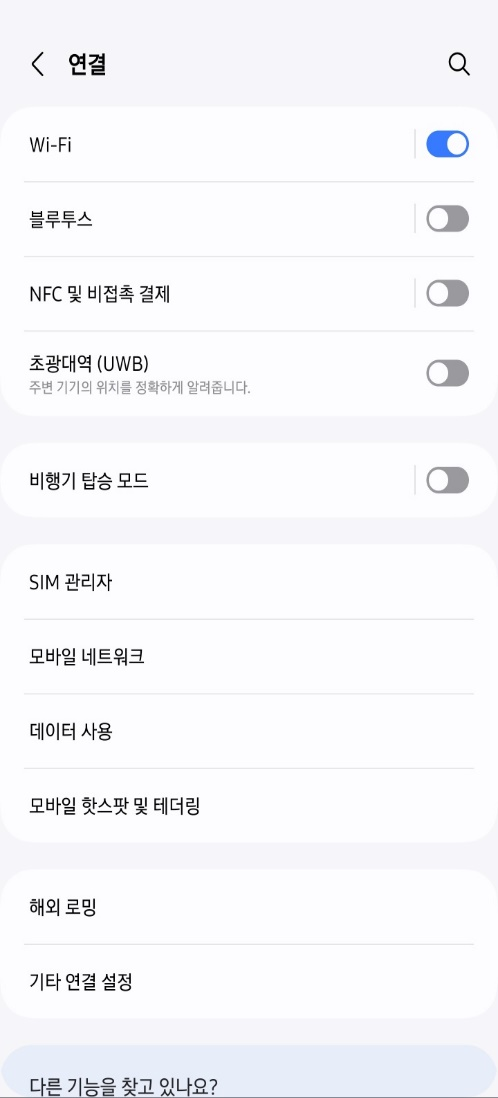 연결
Wi-Fi
블루투스
NFC 및 비접촉 결제
초광대역 (UWB)
주변 기기의 위치를 정확하게 알려줍니다.
비행기 탑승 모드
SIM 관리자
모바일 네트워크
데이터 사용
모바일 핫스팟 및 테더링
해외 로밍
기타 연결 설정
다른 기능을 찾고 있나요?